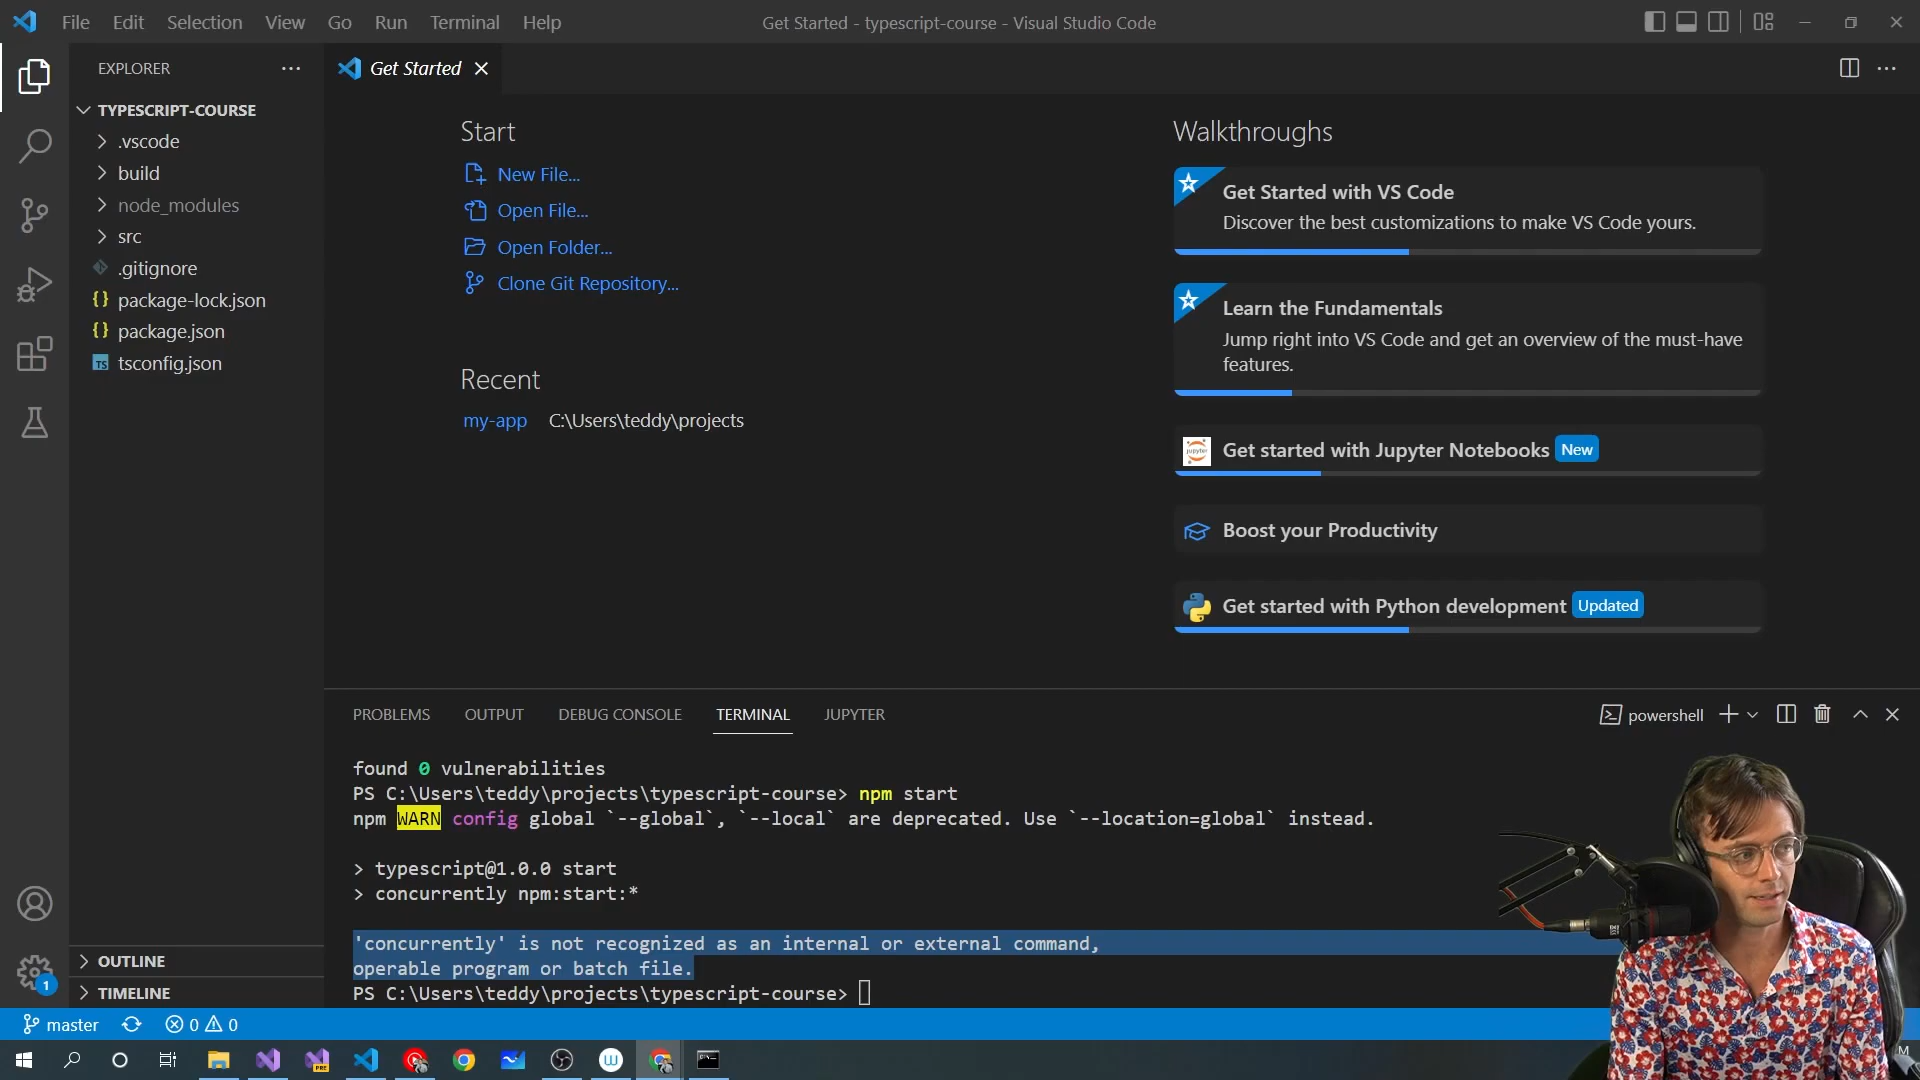 File Edit Selection View Go Run Terminal Help
Get Started - typescript-course - Visual Studio Code
EXPLORER
TYPESCRIPT-COURSE
.vscode
build
node_modules
src
.gitignore
package-lock.json
package.json
tsconfig.json
OUTLINE
TIMELINE
Get Started
Start
New File...
Open File...
Open Folder...
Clone Git Repository...
Recent
my-app C:\Users\teddy\projects
Walkthroughs
Get Started with VS Code
Discover the best customizations to make VS Code yours.
Learn the Fundamentals
Jump right into VS Code and get an overview of the must-have
features.
Get started with Jupyter Notebooks New
Boost your Productivity
Get started with Python development Updated
PROBLEMS OUTPUT DEBUG CONSOLE TERMINAL JUPYTER
powershell
found 0 vulnerabilities
PS C:\Users\teddy\projects\typescript-course> npm start
npm WARN config global `--global`, `--local` are deprecated. Use `--location=global` instead.
> typescript@1.0.0 start
> concurrently npm:start:*
'concurrently' is not recognized as an internal or external command,
operable program or batch file.
PS C:\Users\teddy\projects\typescript-course>
1
master 0 0